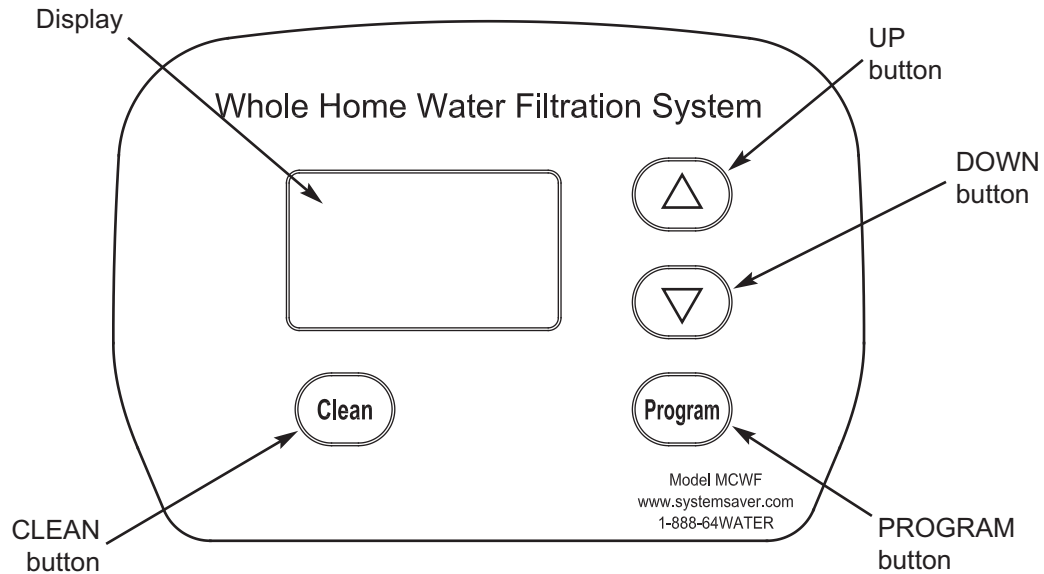 Display
UP
button
Whole Home Water Filtration System
DOWN
button
Clean
Program
Model MCWF
www.systemsaver.com
1-888-64WATER
CLEAN
button
PROGRAM
button